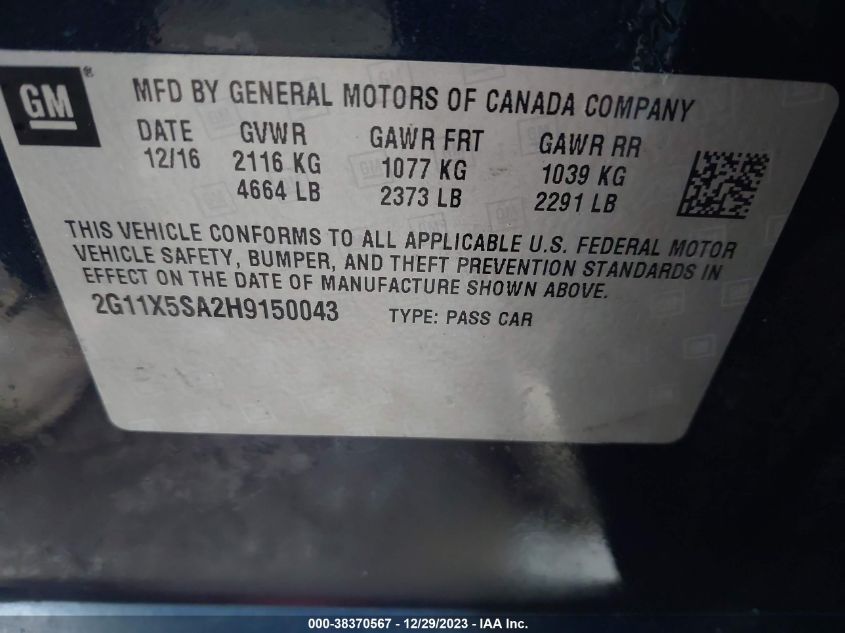 GM®
MFD BY GENERAL MOTORS OF CANADA COMPANY
DATE GVWR GAWR FRT GAWR RR
12/16 2116 KG 1077 KG 1039 KG
4664 LB 2373 LB 2291 LB
THIS VEHICLE CONFORMS TO ALL APPLICABLE U.S. FEDERAL MOTOR
VEHICLE SAFETY, BUMPER, AND THEFT PREVENTION STANDARDS IN
EFFECT ON THE DATE OF MANUFACTURE SHOWN ABOVE.
2G11X5SA2H9150043 TYPE: PASS CAR
000-38370567 - 12/29/2023 - IAA Inc.